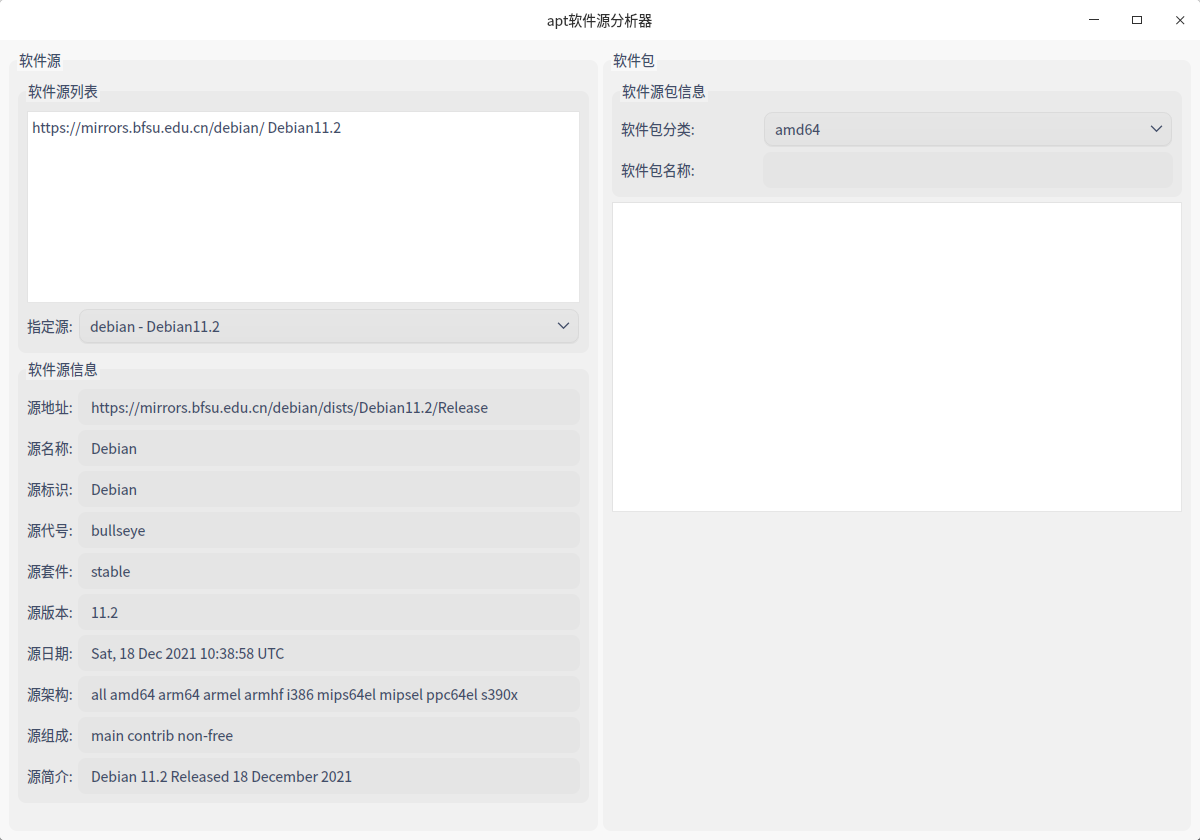 apt软件源分析器
软件源
软件源列表
https://mirrors.bfsu.edu.cn/debian/ Debian11.2
指定源: debian - Debian11.2
软件源信息
源地址: https://mirrors.bfsu.edu.cn/debian/dists/Debian11.2/Release
源名称: Debian
源标识: Debian
源代号: bullseye
源套件: stable
源版本: 11.2
源日期: Sat, 18 Dec 2021 10:38:58 UTC
源架构: all amd64 arm64 armel armhf i386 mips64el mipsel ppc64el s390x
源组成: main contrib non-free
源简介: Debian 11.2 Released 18 December 2021
软件包
软件源包信息
软件包分类: amd64
软件包名称: